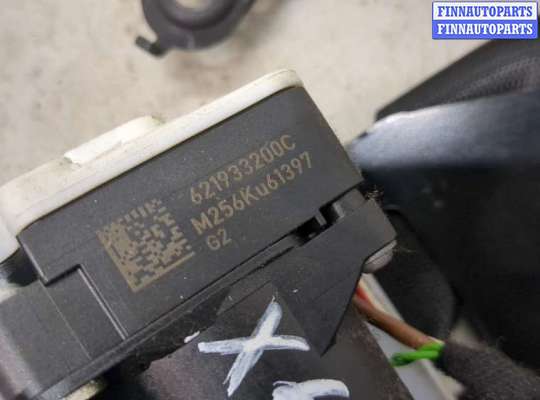 FINNAUTOPARTS
FINNAUTOPARTS
621933200C
M256Ku61397
G2
X